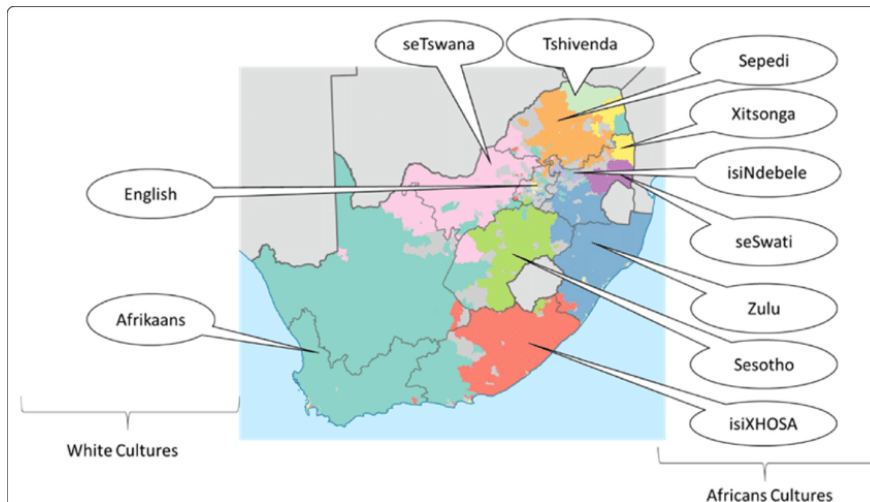 seTswana
Tshivenda
Sepedi
Xitsonga
isiNdebele
English
seSwati
Zulu
Afrikaans
Sesotho
isiXHOSA
White Cultures
Africans Cultures